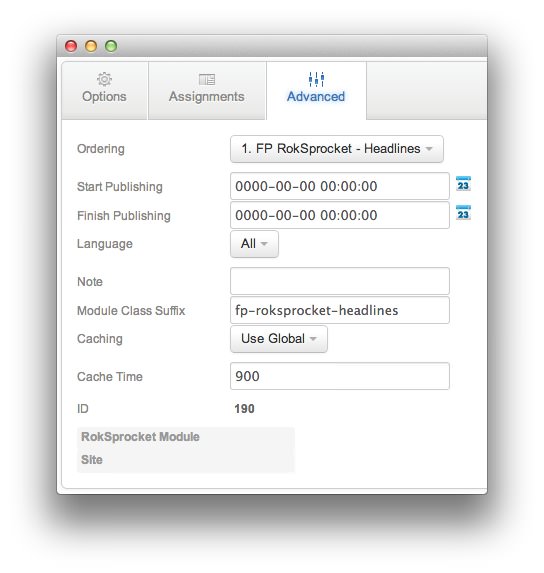 Options Assignments Advanced
Ordering 1. FP RokSprocket - Headlines
Start Publishing 0000-00-00 00:00:00 23
Finish Publishing 0000-00-00 00:00:00 23
Language All
Note
Module Class Suffix fp-roksprocket-headlines
Caching Use Global
Cache Time 900
ID 190
RokSprocket Module
Site